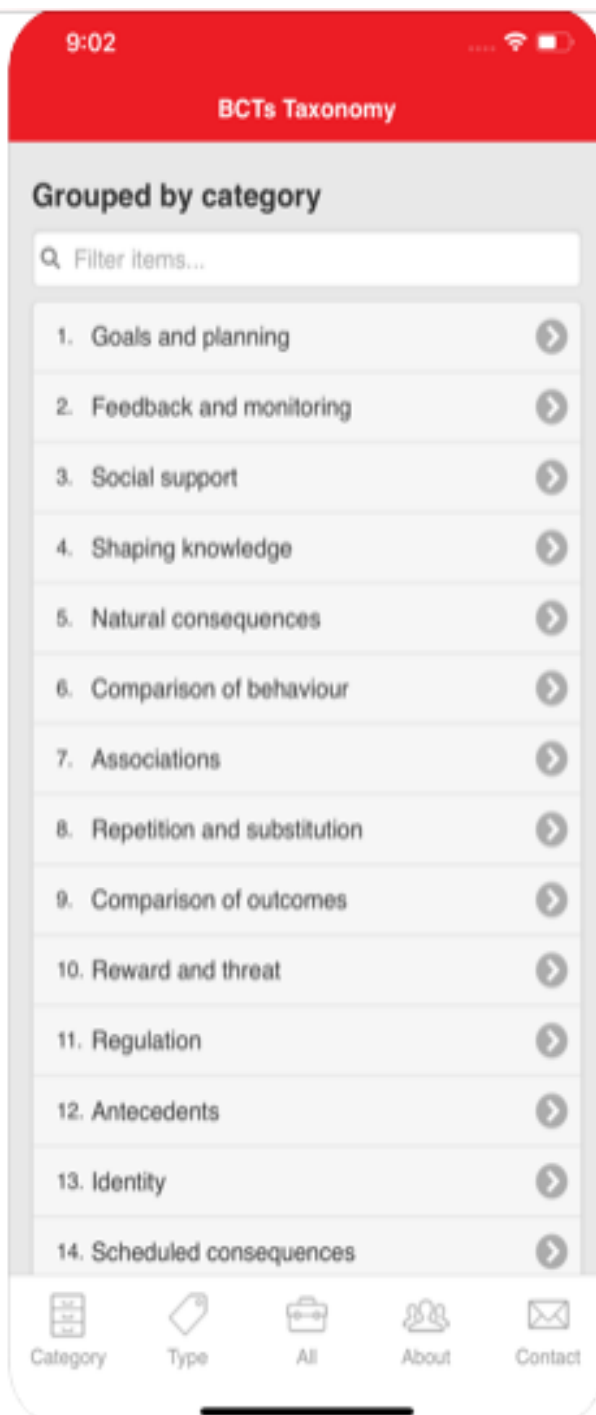 9:02
BCTs Taxonomy
Grouped by category
Filter items...
1. Goals and planning
2. Feedback and monitoring
3. Social support
4. Shaping knowledge
5. Natural consequences
6. Comparison of behaviour
7. Associations
8. Repetition and substitution
9. Comparison of outcomes
10. Reward and threat
11. Regulation
12. Antecedents
13. Identity
14. Scheduled consequences
Category Type All About Contact